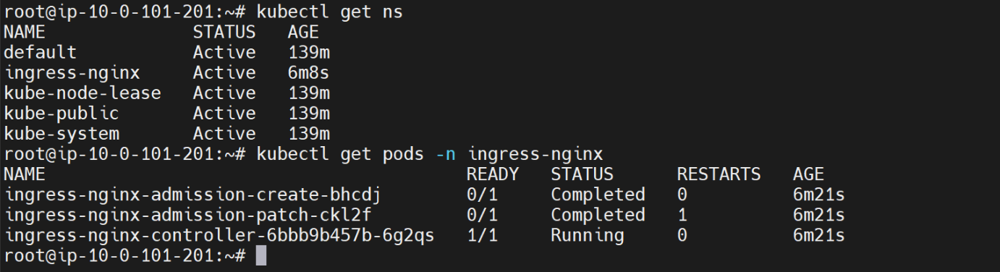 root@ip-10-0-101-201:~# kubectl get ns
NAME              STATUS   AGE
default           Active   139m
ingress-nginx     Active   6m8s
kube-node-lease   Active   139m
kube-public       Active   139m
kube-system       Active   139m
root@ip-10-0-101-201:~# kubectl get pods -n ingress-nginx
NAME                                        READY   STATUS      RESTARTS   AGE
ingress-nginx-admission-create-bhcdj        0/1     Completed   0          6m21s
ingress-nginx-admission-patch-ckl2f         0/1     Completed   1          6m21s
ingress-nginx-controller-6bbb9b457b-6g2qs   1/1     Running     0          6m21s
root@ip-10-0-101-201:~#